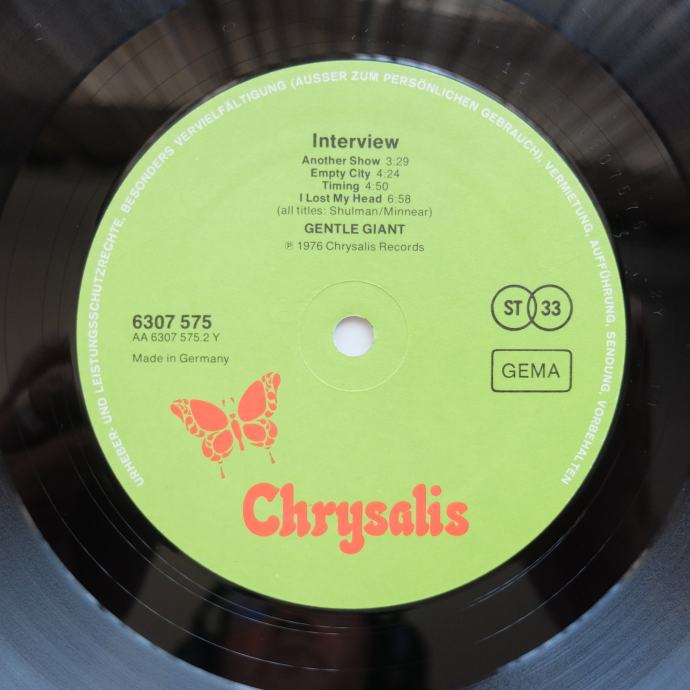 URHEBER- UND LEISTUNGSSCHUTZRECHTE, BESONDERS VERVIELFÄLTIGUNG (AUSSER ZUM PERSÖNLICHEN GEBRAUCH), VERMIETUNG, AUFFÜHRUNG, SENDUNG, VORBEHALTEN
Interview
Another Show 3:29
Empty City 4:24
Timing 4:50
I Lost My Head 6:58
(all titles: Shulman/Minnear)
GENTLE GIANT
℗ 1976 Chrysalis Records
6307 575
AA 6307 575.2 Y
Made in Germany
ST 33
GEMA
Chrysalis